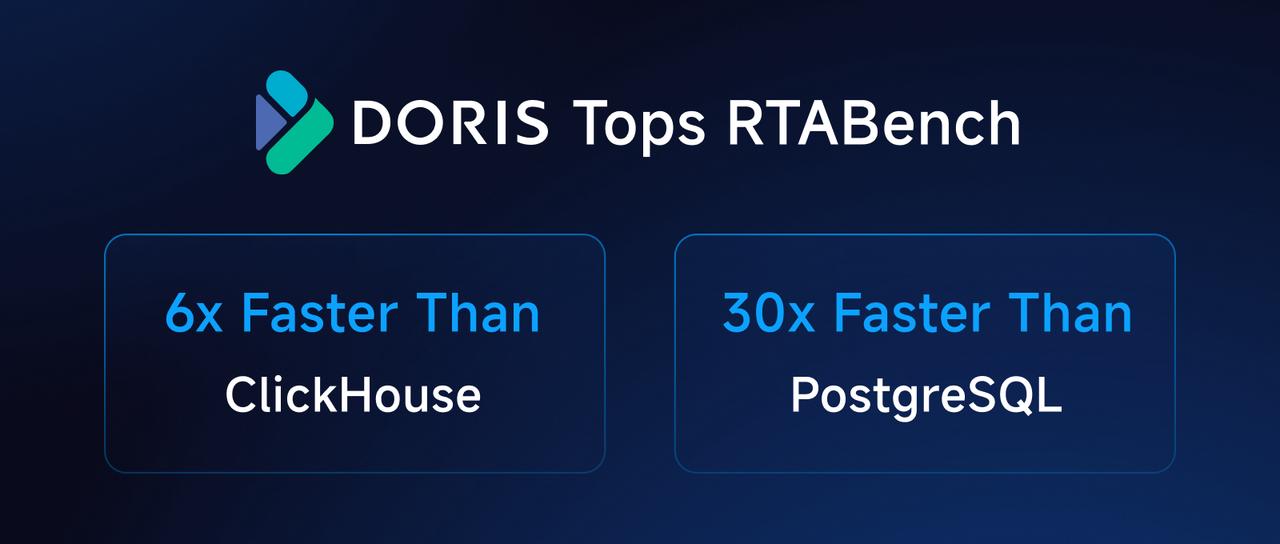 DORIS Tops RTABench
6x Faster Than
ClickHouse
30x Faster Than
PostgreSQL